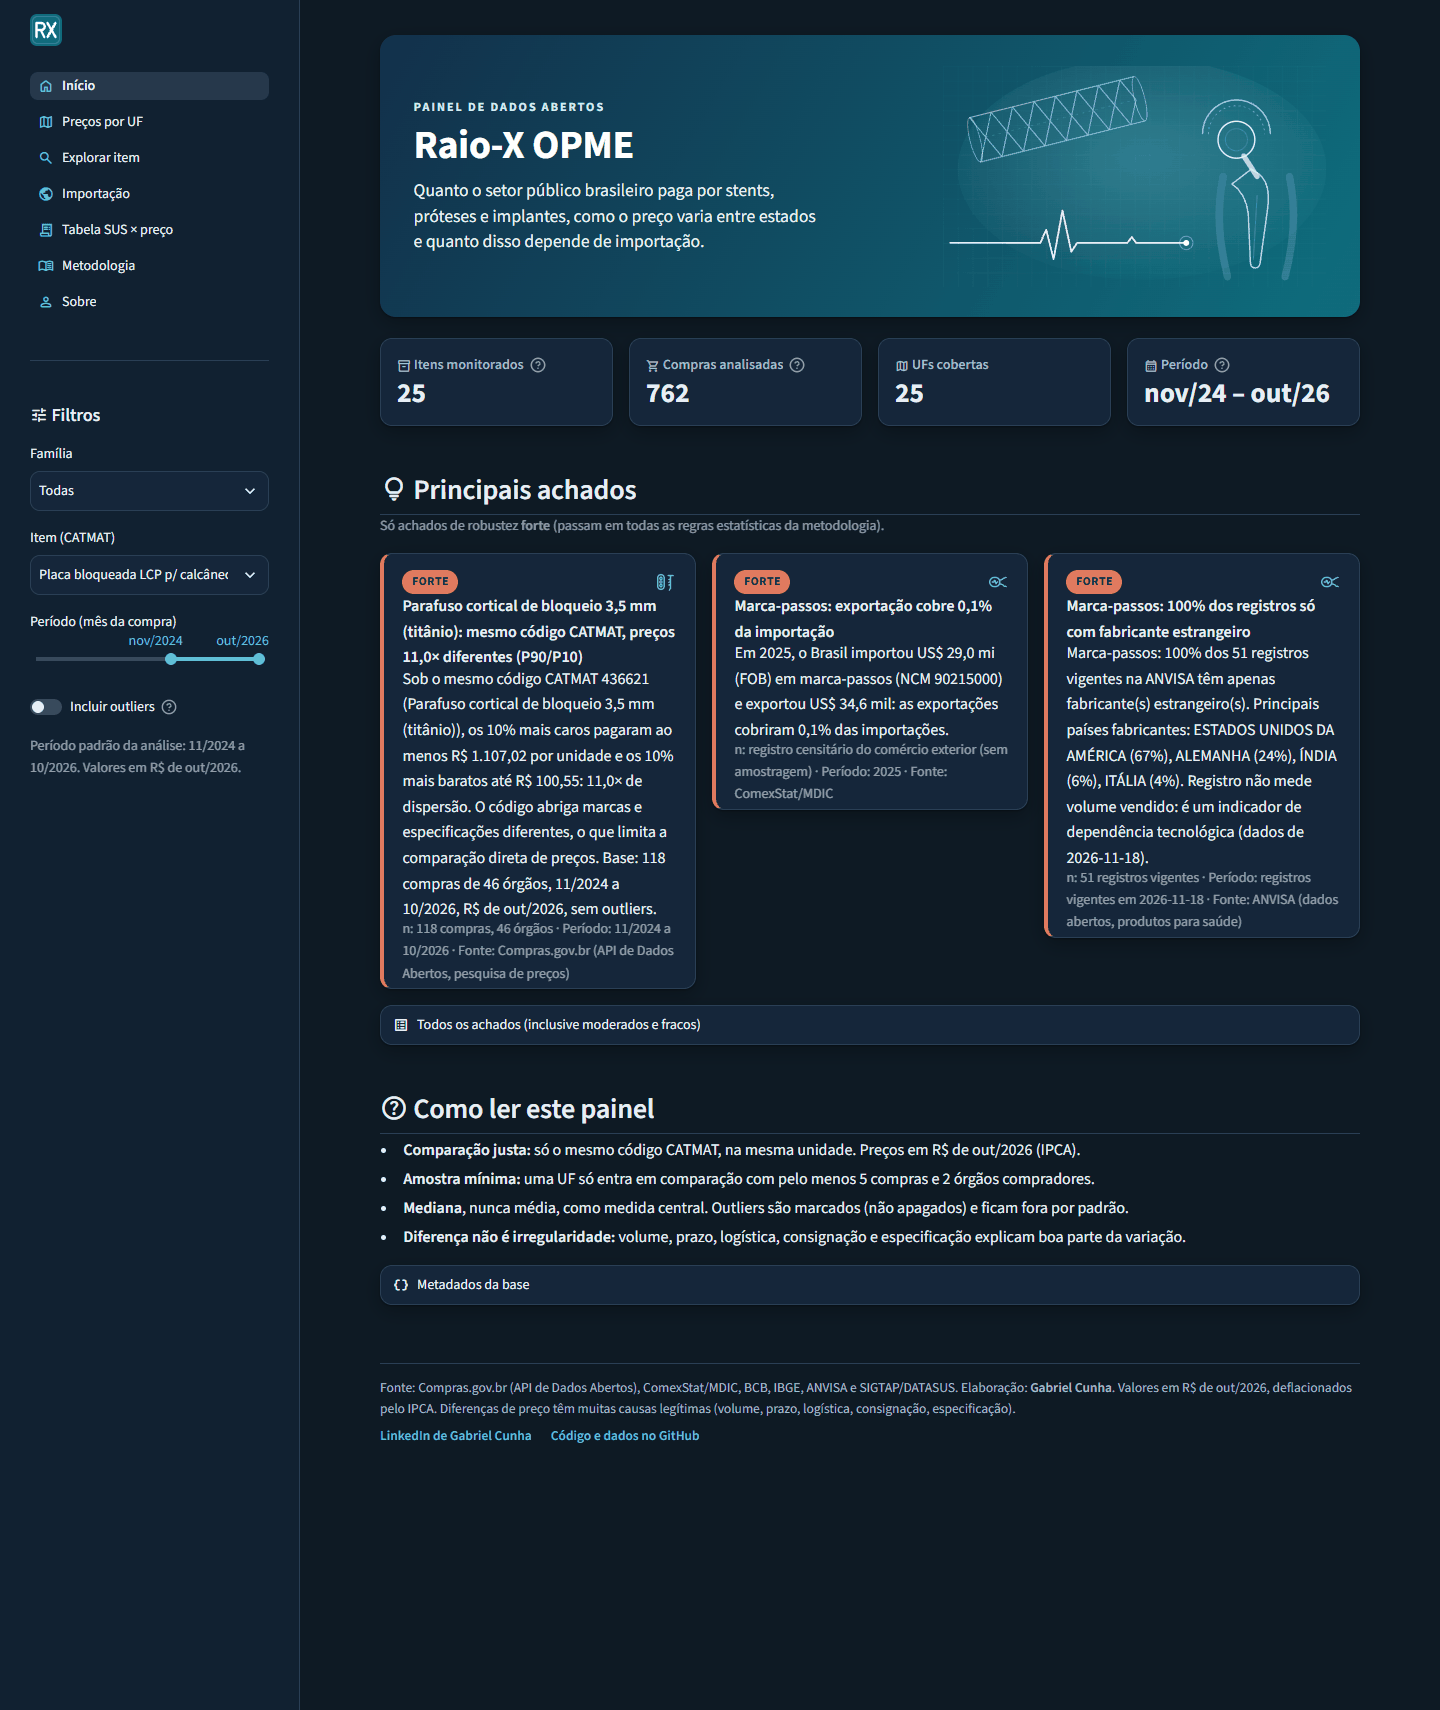 RX
Início
Preços por UF
Explorar item
Importação
Tabela SUS × preço
Metodologia
Sobre
Filtros
Família
Todas
Item (CATMAT)
Placa bloqueada LCP p/ calcânec
Período (mês da compra)
nov/2024 out/2026
Incluir outliers
Período padrão da análise: 11/2024 a
10/2026. Valores em R$ de out/2026.
PAINEL DE DADOS ABERTOS
Raio-X OPME
Quanto o setor público brasileiro paga por stents,
próteses e implantes, como o preço varia entre estados
e quanto disso depende de importação.
Itens monitorados
25
Compras analisadas
762
UFs cobertas
25
Período
nov/24 – out/26
Principais achados
Só achados de robustez forte (passam em todas as regras estatísticas da metodologia).
FORTE
Parafuso cortical de bloqueio 3,5 mm
(titânio): mesmo código CATMAT, preços
11,0× diferentes (P90/P10)
Sob o mesmo código CATMAT 436621
(Parafuso cortical de bloqueio 3,5 mm
(titânio)), os 10% mais caros pagaram ao
menos R$ 1.107,02 por unidade e os 10%
mais baratos até R$ 100,55: 11,0× de
dispersão. O código abriga marcas e
especificações diferentes, o que limita a
comparação direta de preços. Base: 118
compras de 46 órgãos, 11/2024 a
10/2026, R$ de out/2026, sem outliers.
n: 118 compras, 46 órgãos · Período: 11/2024 a
10/2026 · Fonte: Compras.gov.br (API de Dados
Abertos, pesquisa de preços)
FORTE
Marca-passos: exportação cobre 0,1%
da importação
Em 2025, o Brasil importou US$ 29,0 mi
(FOB) em marca-passos (NCM 90215000)
e exportou US$ 34,6 mil: as exportações
cobriram 0,1% das importações.
n: registro censitário do comércio exterior (sem
amostragem) · Período: 2025 · Fonte:
ComexStat/MDIC
FORTE
Marca-passos: 100% dos registros só
com fabricante estrangeiro
Marca-passos: 100% dos 51 registros
vigentes na ANVISA têm apenas
fabricante(s) estrangeiro(s). Principais
países fabricantes: ESTADOS UNIDOS DA
AMÉRICA (67%), ALEMANHA (24%), ÍNDIA
(6%), ITÁLIA (4%). Registro não mede
volume vendido: é um indicador de
dependência tecnológica (dados de
2026-11-18).
n: 51 registros vigentes · Período: registros
vigentes em 2026-11-18 · Fonte: ANVISA (dados
abertos, produtos para saúde)
Todos os achados (inclusive moderados e fracos)
Como ler este painel
• Comparação justa: só o mesmo código CATMAT, na mesma unidade. Preços em R$ de out/2026 (IPCA).
• Amostra mínima: uma UF só entra em comparação com pelo menos 5 compras e 2 órgãos compradores.
• Mediana, nunca média, como medida central. Outliers são marcados (não apagados) e ficam fora por padrão.
• Diferença não é irregularidade: volume, prazo, logística, consignação e especificação explicam boa parte da variação.
Metadados da base
Fonte: Compras.gov.br (API de Dados Abertos), ComexStat/MDIC, BCB, IBGE, ANVISA e SIGTAP/DATASUS. Elaboração: Gabriel Cunha. Valores em R$ de out/2026, deflacionados
pelo IPCA. Diferenças de preço têm muitas causas legítimas (volume, prazo, logística, consignação, especificação).
LinkedIn de Gabriel Cunha Código e dados no GitHub